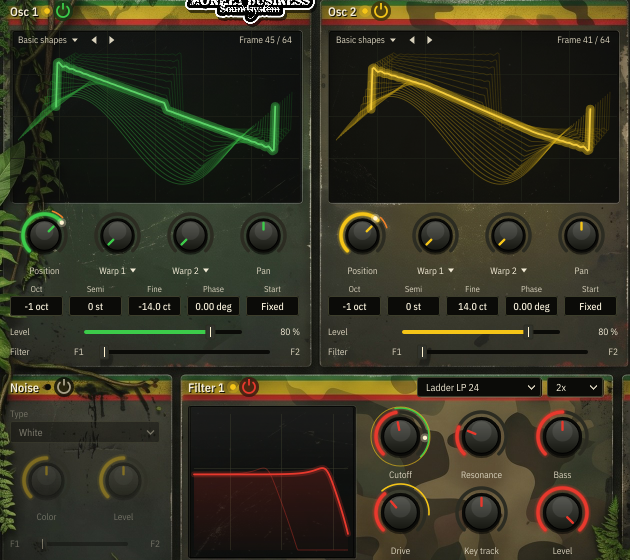 MONKEY BUSINESS
Soundsystem
Osc 1
Basic shapes
Frame 45 / 64
Position
Warp 1
Warp 2
Pan
Oct
Semi
Fine
Phase
Start
-1 oct
0 st
-14.0 ct
0.00 deg
Fixed
Level
80 %
Filter
F1
F2
Osc 2
Basic shapes
Frame 41 / 64
Position
Warp 1
Warp 2
Pan
Oct
Semi
Fine
Phase
Start
-1 oct
0 st
14.0 ct
0.00 deg
Fixed
Level
80 %
Filter
F1
F2
Noise
Type
White
Color
Level
F1
F2
Filter 1
Ladder LP 24
2x
Cutoff
Resonance
Bass
Drive
Key track
Level